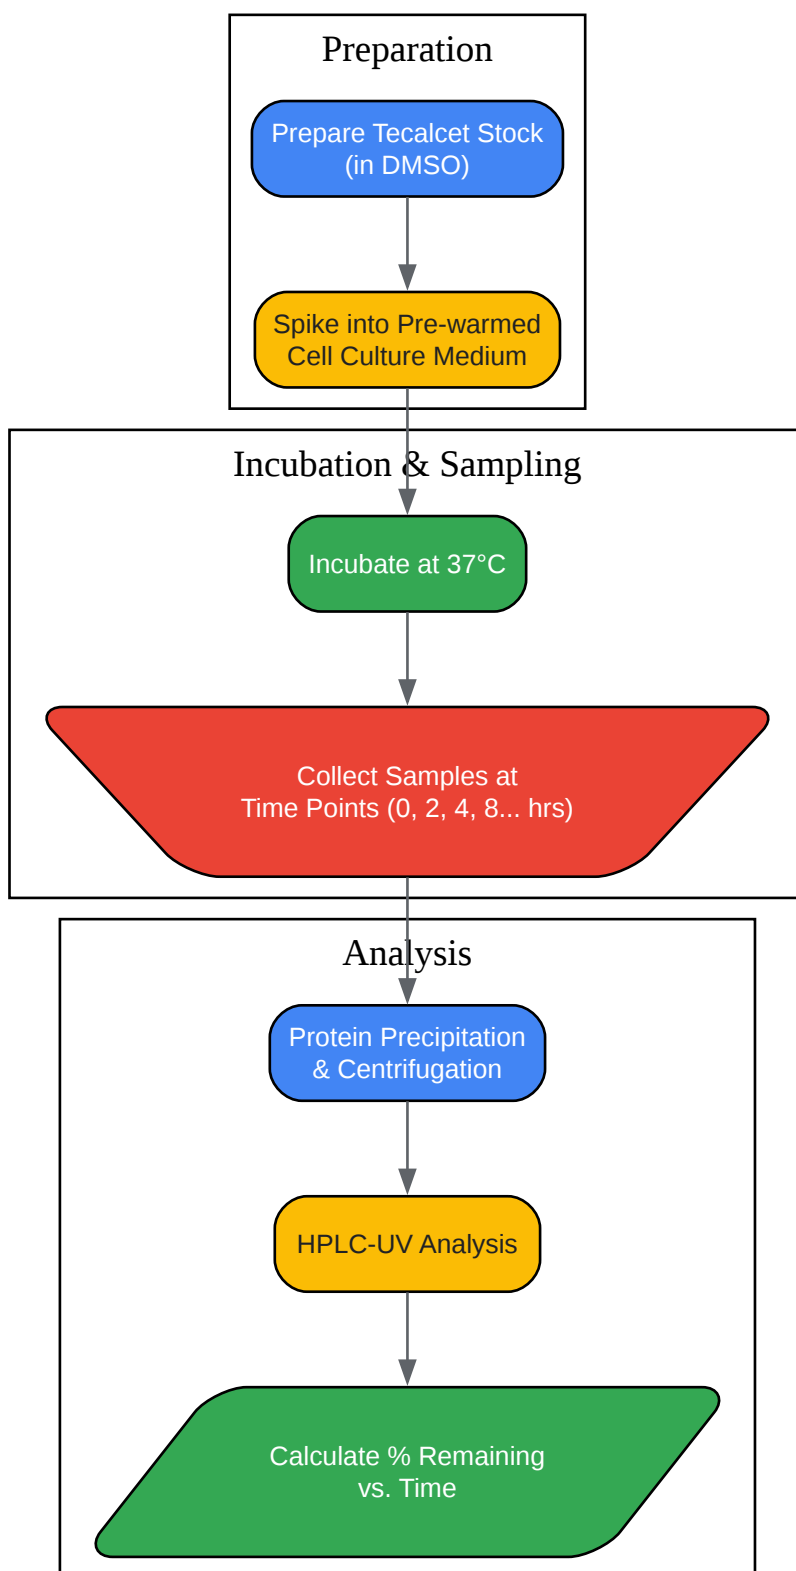 Preparation
Prepare Tecalcet Stock
(in DMSO)
Spike into Pre-warmed
Cell Culture Medium
Incubation & Sampling
Incubate at 37°C
Collect Samples at
Time Points (0, 2, 4, 8... hrs)
Analysis
Protein Precipitation
& Centrifugation
HPLC-UV Analysis
Calculate % Remaining
vs. Time